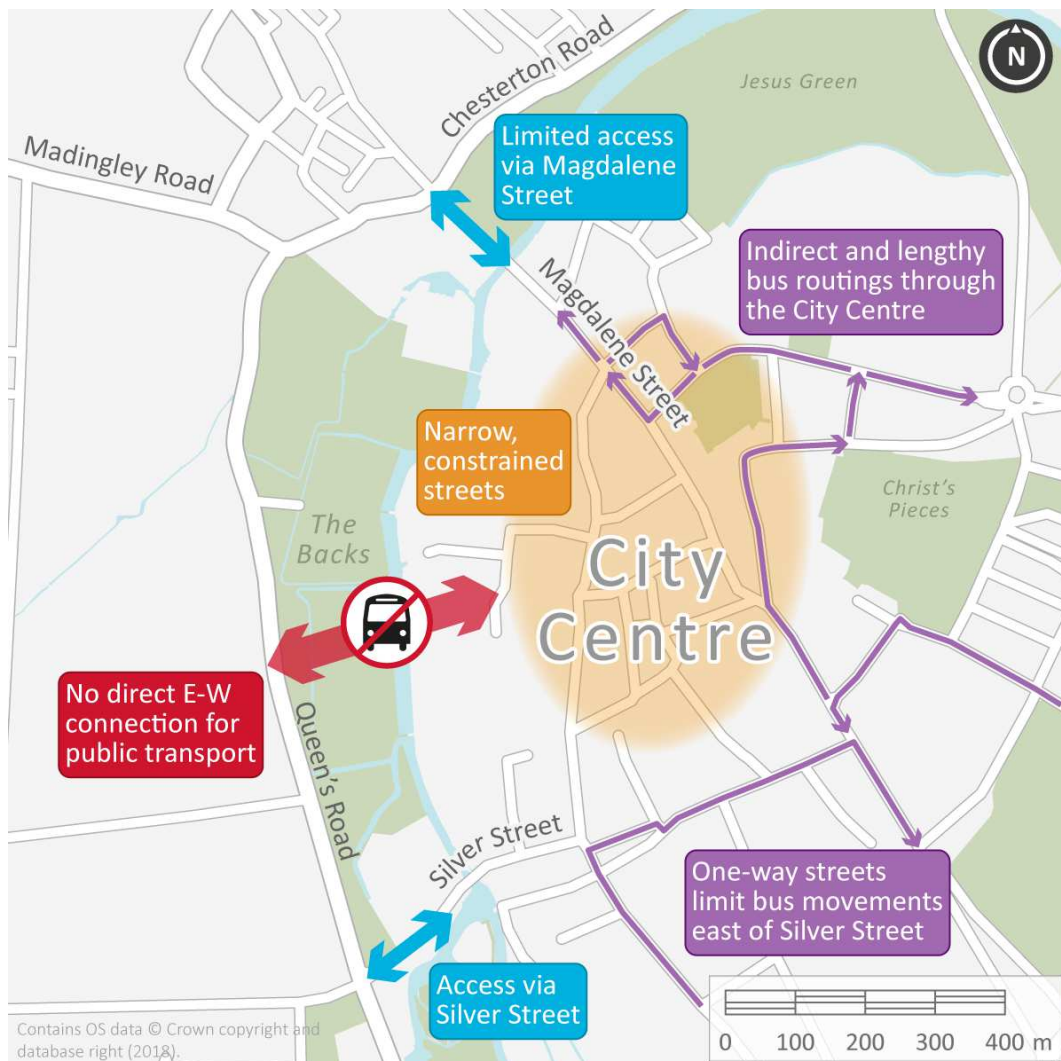 Chesterton Road
N
Jesus Green
Madingley Road
Limited access
via Magdalene
Street
Indirect and lengthy
bus routings through
the City Centre
Magdalene Street
Narrow,
constrained
streets
Christ's
Pieces
The
Backs
City
Centre
No direct E-W
connection for
public transport
Queen's Road
Silver Street
One-way streets
limit bus movements
east of Silver Street
Access via
Silver Street
Contains OS data © Crown copyright and
database right (2018).
0 100 200 300 400 m